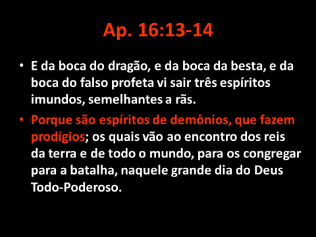 Ap. 16:13-14
• E da boca do dragão, e da boca da besta, e da
boca do falso profeta vi sair três espíritos
imundos, semelhantes a rãs.
• Porque são espíritos de demônios, que fazem
prodígios; os quais vão ao encontro dos reis
da terra e de todo o mundo, para os congregar
para a batalha, naquele grande dia do Deus
Todo-Poderoso.